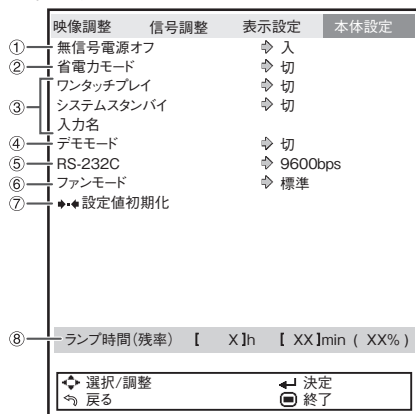 映像調整 信号調整 表示設定 本体設定
① 無信号電源オフ 入
② 省電力モード 切
③ ワンタッチプレイ 切
システムスタンバイ 切
入力名
④ デモモード 切
⑤ RS-232C 9600bps
⑥ ファンモード 標準
⑦ 設定値初期化
⑧ ランプ時間(残率) 【 X】h 【 XX】min ( XX%)
選択/調整 決定
戻る 終了